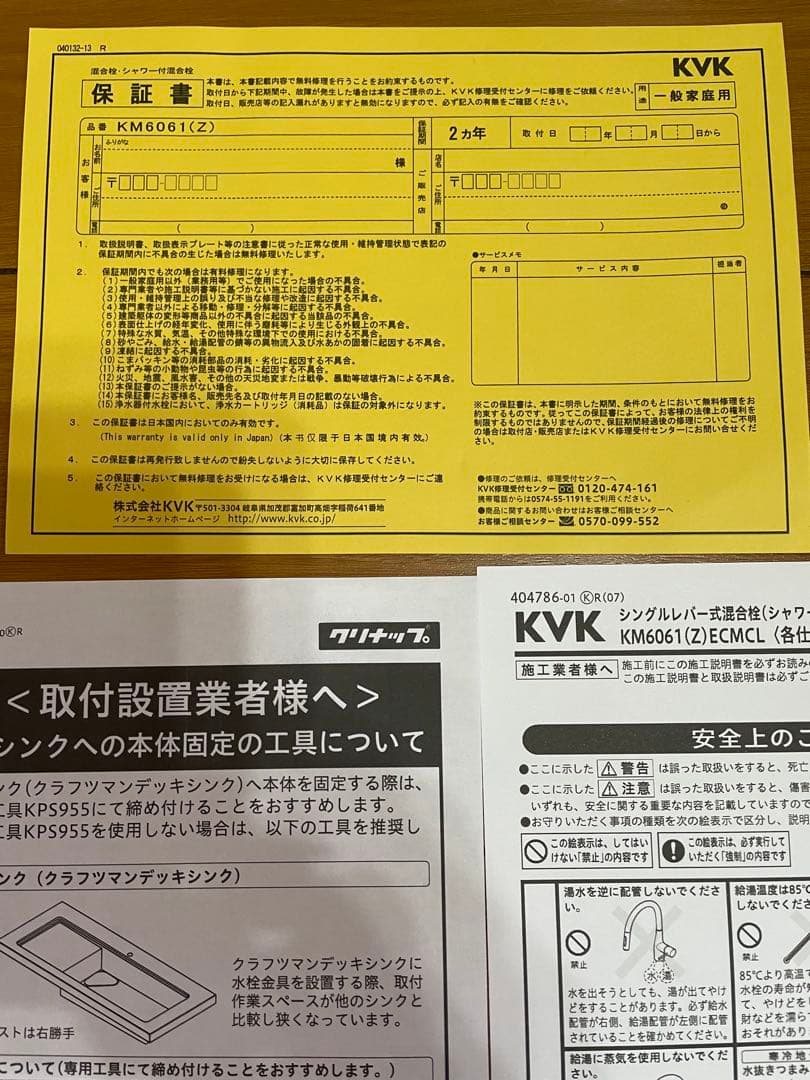 040132-13 R
混合栓・シャワー付混合栓
保証書
本書は、本書記載内容で無料修理を行うことをお約束するものです。
取付日から下記期間中、故障が発生した場合は本書をご提示の上、KVK修理受付センターに修理をご依頼ください。
取付日、販売店等の記入漏れがありますと無効になりますので、必ず記入の有無をご確認ください。
KVK
用途
一般家庭用
品番 KM6061(Z)
保証期間
2カ年
取付日 年 月 日から
お客様
ふりがな
お名前
様
ご住所
〒
電話
( )
ご販売店
店名
ご住所
〒
㊞
電話
( )
1. 取扱説明書、取扱表示プレート等の注意書に従った正常な使用・維持管理状態で表記の
保証期間内に不具合の生じた場合は無料修理いたします。
2. 保証期間内でも次の場合は有料修理になります。
(1)一般家庭用以外(業務用等)でご使用になった場合の不具合。
(2)専門業者や施工説明書等に基づかない施工に起因する不具合。
(3)使用・維持管理上の誤り及び不当な修理や改造に起因する不具合。
(4)専門業者以外による移動・修理・分解等に起因する不具合。
(5)建築躯体の変形等商品以外の不具合に起因する当該品の不具合。
(6)表面仕上げの経年変化、使用に伴う磨耗等により生じる外観上の不具合。
(7)特殊な水質、気温、その他特殊な環境下での使用における不具合。
(8)砂やごみ、給水・給湯配管の錆等の異物流入及び水あかの固着に起因する不具合。
(9)凍結に起因する不具合。
(10)こまパッキン等の消耗部品の消耗・劣化に起因する不具合。
(11)ねずみ等の小動物や昆虫等の行為に起因する不具合。
(12)火災、地震、風水害、その他の天災地変または戦争、暴動等破壊行為による不具合。
(13)本保証書のご提示がない場合。
(14)本保証書にお客様名、販売先名及び取付年月日の記載のない場合。
(15)浄水器付水栓において、浄水カートリッジ(消耗品)は保証の対象外になります。
3. この保証書は日本国内においてのみ有効です。
(This warranty is valid only in Japan)(本书仅限于日本国境内有效。)
4. この保証書は再発行致しませんので紛失しないように大切に保存してください。
5. この保証書において無料修理をお受けになる場合は、KVK修理受付センターにご連
絡ください。
株式会社KVK 〒501-3304 岐阜県加茂郡富加町高畑字稲荷641番地
インターネットホームページ http://www.kvk.co.jp/
●サービスメモ
年月日
サービス内容
担当者
※この保証書は、本書に明示した期間、条件のもとにおいて無料修理をお
約束するものです。従ってこの保証書によって、お客様の法律上の権利を
制限するものではありませんので、保証期間経過後の修理についてご不明
の場合は取付店・販売店またはKVK修理受付センターにお問い合せくだ
さい。
●修理のご依頼は、修理受付センターへ
KVK修理受付センター 0120-474-161
携帯電話からは0574-55-1191をご利用ください。
●商品に関するお問い合わせはお客様ご相談センターへ
お客様ご相談センター 0570-099-552
0ⓀR
クリナップ
<取付設置業者様へ>
シンクへの本体固定の工具について
ンク(クラフツマンデッキシンク)へ本体を固定する際は、
工具KPS955にて締め付けることをおすすめします。
工具KPS955を使用しない場合は、以下の工具を推奨し
ンク(クラフツマンデッキシンク)
クラフツマンデッキシンクに
水栓金具を設置する際、取付
作業スペースが他のシンクと
比較し狭くなっています。
ストは右勝手
について(専用工具にて締め付けることをおすすめします。)
404786-01 ⓀR(07)
KVK
シングルレバー式混合栓(シャワー
KM6061(Z)ECMCL〈各仕
施工業者様へ
施工前にこの施工説明書を必ずお読み
この施工説明書と取扱説明書は必ずご
安全上のご
●ここに示した ⚠警告 は誤った取扱いをすると、死亡
●ここに示した ⚠注意 は誤った取扱いをすると、傷害
いずれも、安全に関する重要な内容を記載していますので
●お守りいただく事項の種類を次の絵表示で区分し、説明
この絵表示は、してはい
けない「禁止」の内容です
この絵表示は、必ず実行して
いただく「強制」の内容です
湯水を逆に配管しないでくださ
い。
禁止
水 湯
水を出そうとしても、湯が出てやけ
どをすることがあります。必ず給水
配管が右側、給湯配管が左側に配管
されていることを確かめてください。
給湯温度は85℃
しないでくださ
禁止
85℃より高温で
水栓の寿命が短
て、やけどをし
財などを濡らす
おそれがあり
給湯に蒸気を使用しないでくだ
さい。
寒冷地
水抜きつまみ